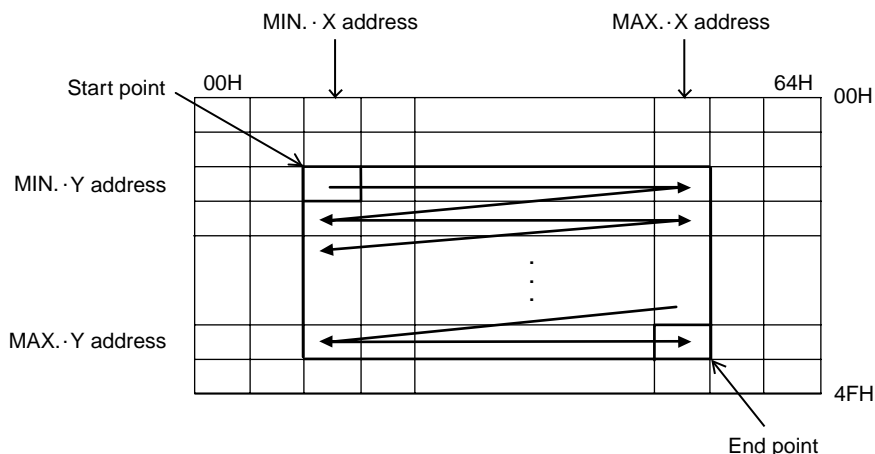 MIN. · X address MAX. · X address
Start point 00H 64H 00H
MIN. · Y address
MAX. · Y address
4FH
End point